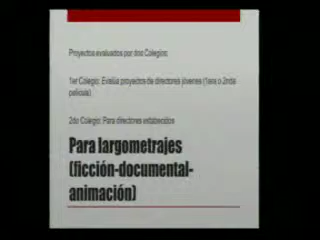 Proyectos evaluados por dos Colegios:
1er Colegio: Evalúa proyectos de directores jóvenes (1era o 2nda
película)
2do Colegio: Para directores establecidos
Para largometrajes
(ficción-documental-
animación)